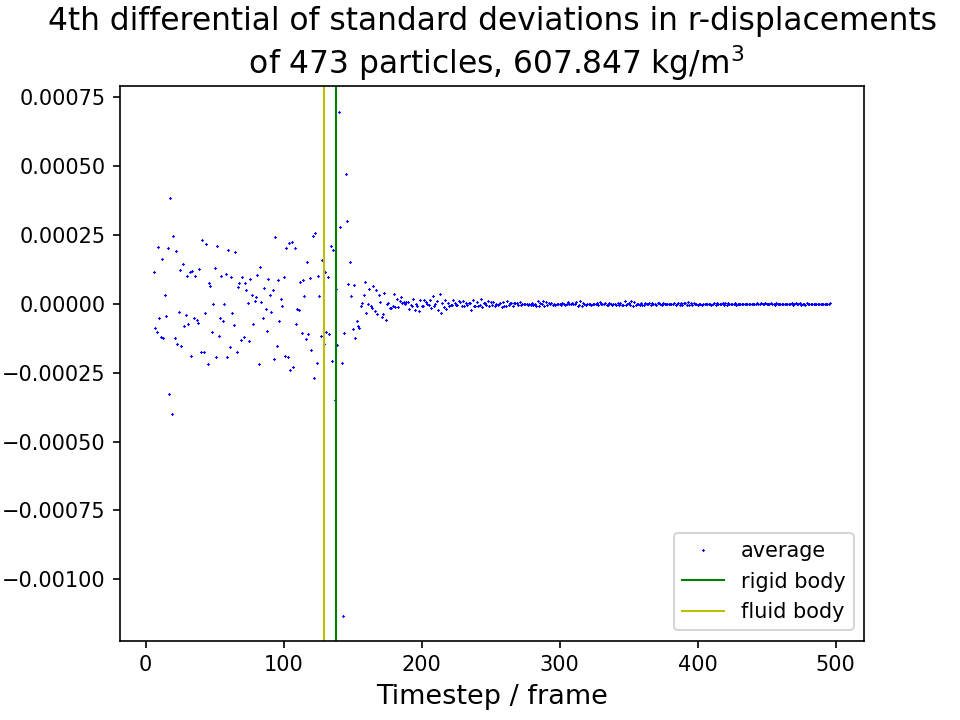 4th differential of standard deviations in r-displacements
of 473 particles, 607.847 kg/m³
0.00075
0.00050
0.00025
0.00000
−0.00025
−0.00050
−0.00075
−0.00100
average
rigid body
fluid body
0 100 200 300 400 500
Timestep / frame